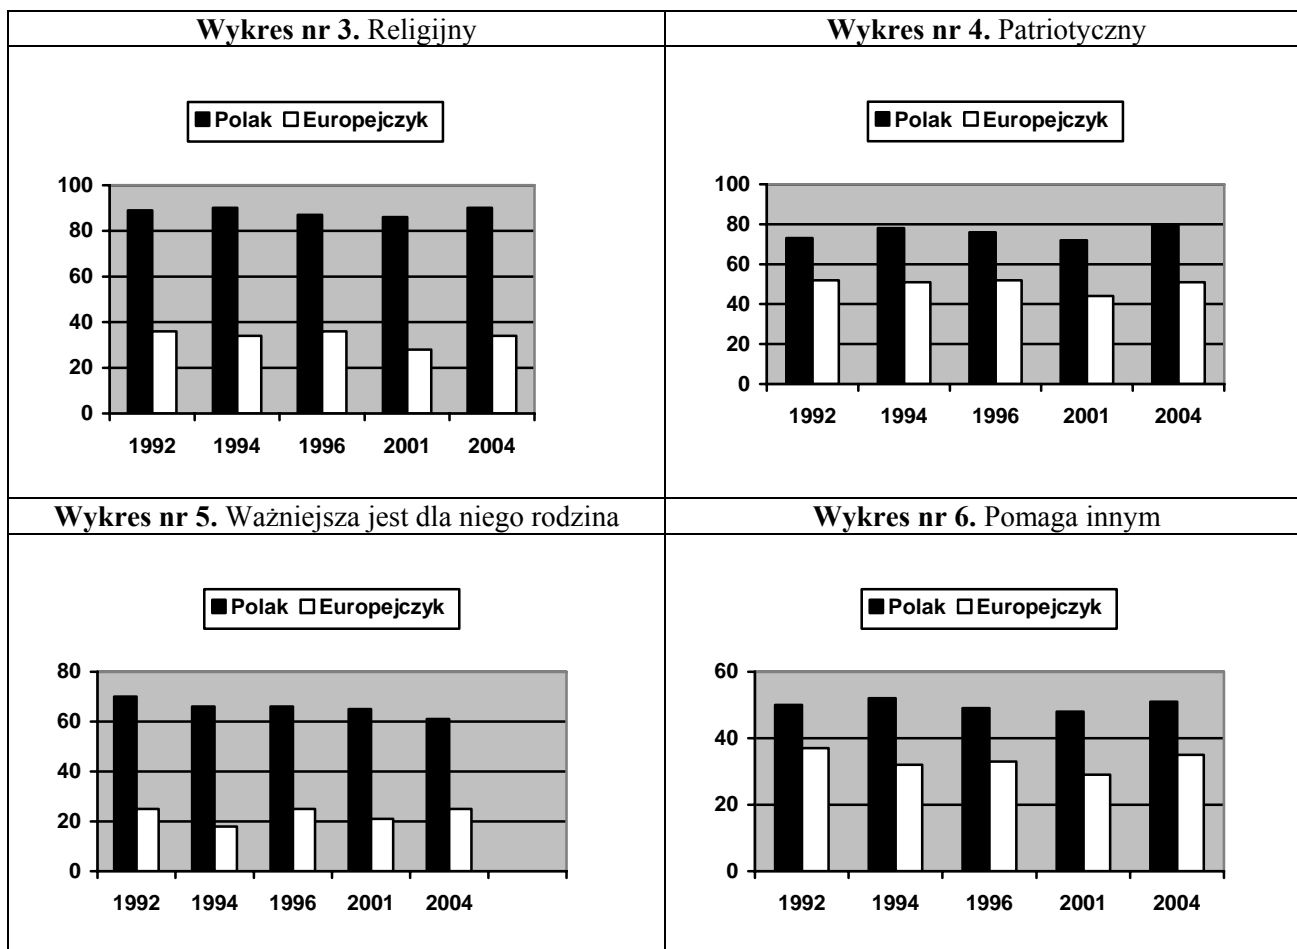 Wykres nr 3. Religijny
Wykres nr 4. Patriotyczny
Polak Europejczyk
100
80
60
40
20
0
1992 1994 1996 2001 2004
Polak Europejczyk
100
80
60
40
20
0
1992 1994 1996 2001 2004
Wykres nr 5. Ważniejsza jest dla niego rodzina
Wykres nr 6. Pomaga innym
Polak Europejczyk
80
60
40
20
0
1992 1994 1996 2001 2004
Polak Europejczyk
60
40
20
0
1992 1994 1996 2001 2004